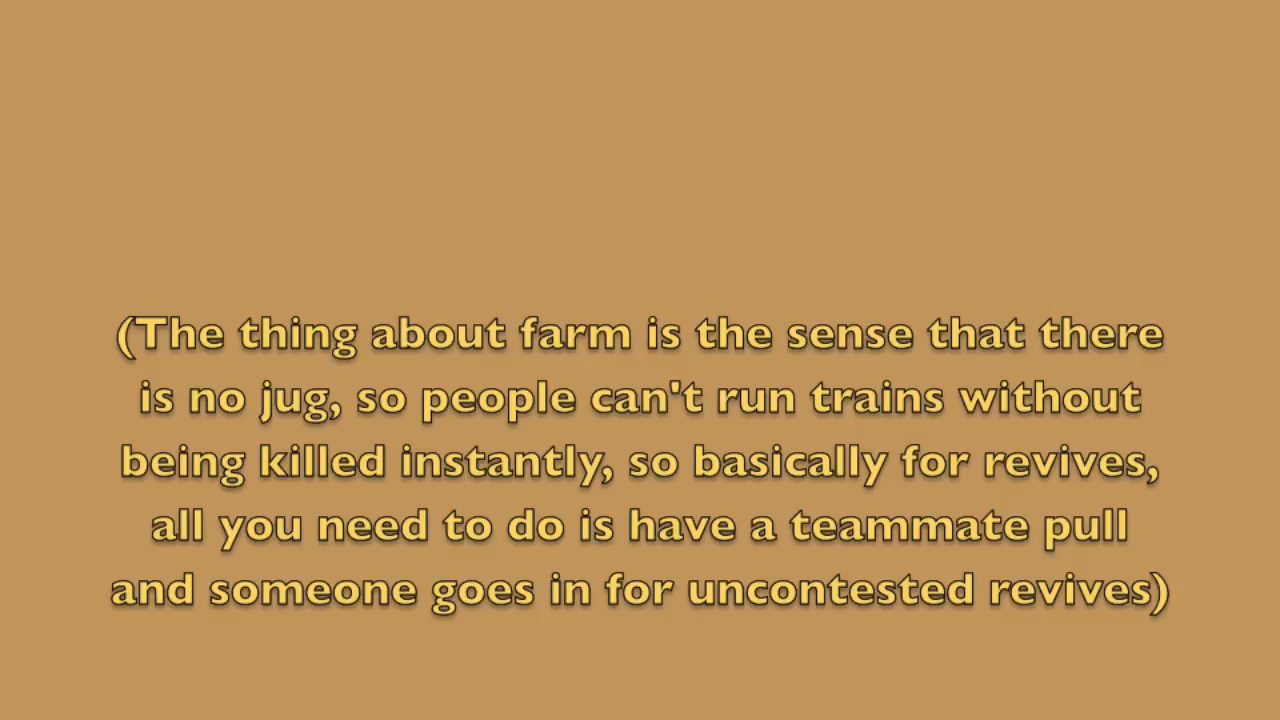 (The thing about farm is the sense that there
is no jug, so people can't run trains without
being killed instantly, so basically for revives,
all you need to do is have a teammate pull
and someone goes in for uncontested revives)